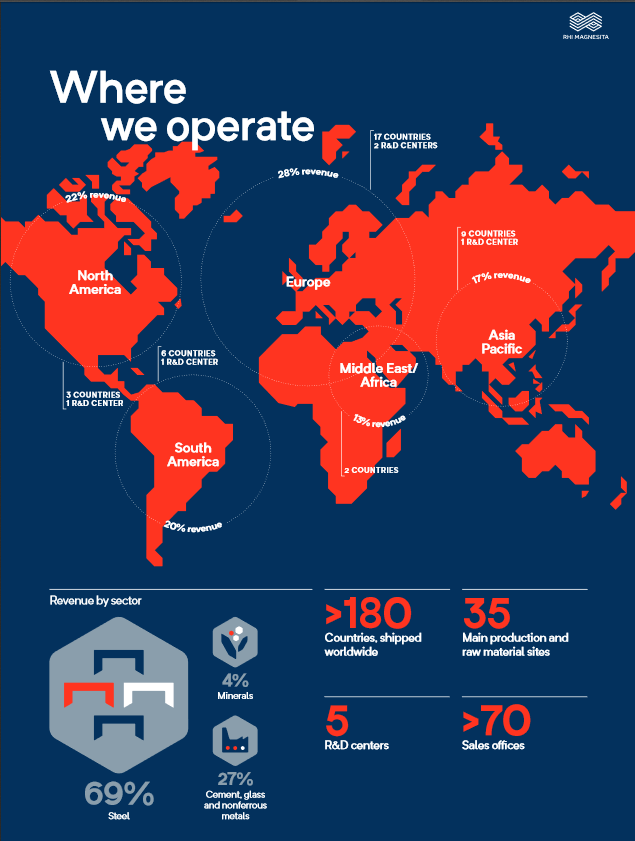 RHI MAGNESITA
Where
we operate
17 COUNTRIES
2 R&D CENTERS
28% revenue
22% revenue
9 COUNTRIES
1 R&D CENTER
17% revenue
North
America
Europe
Asia
Pacific
6 COUNTRIES
1 R&D CENTER
Middle East/
Africa
3 COUNTRIES
1 R&D CENTER
13% revenue
South
America
2 COUNTRIES
20% revenue
Revenue by sector
>180
Countries, shipped
worldwide
35
Main production and
raw material sites
4%
Minerals
5
R&D centers
>70
Sales offices
69%
Steel
27%
Cement, glass
and nonferrous
metals